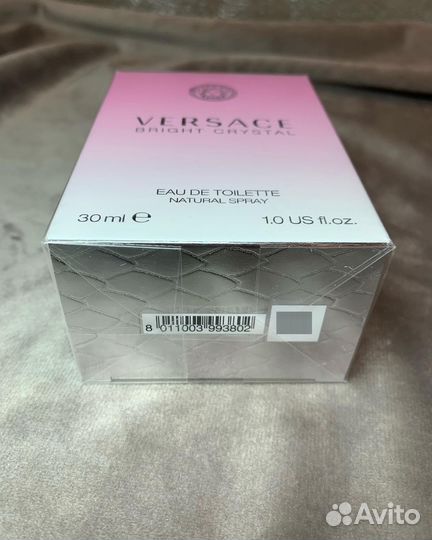 VERSACE
BRIGHT CRYSTAL
EAU DE TOILETTE
NATURAL SPRAY
30 ml ℮ 1.0 US fl.oz.
8 011003 993802
Avito